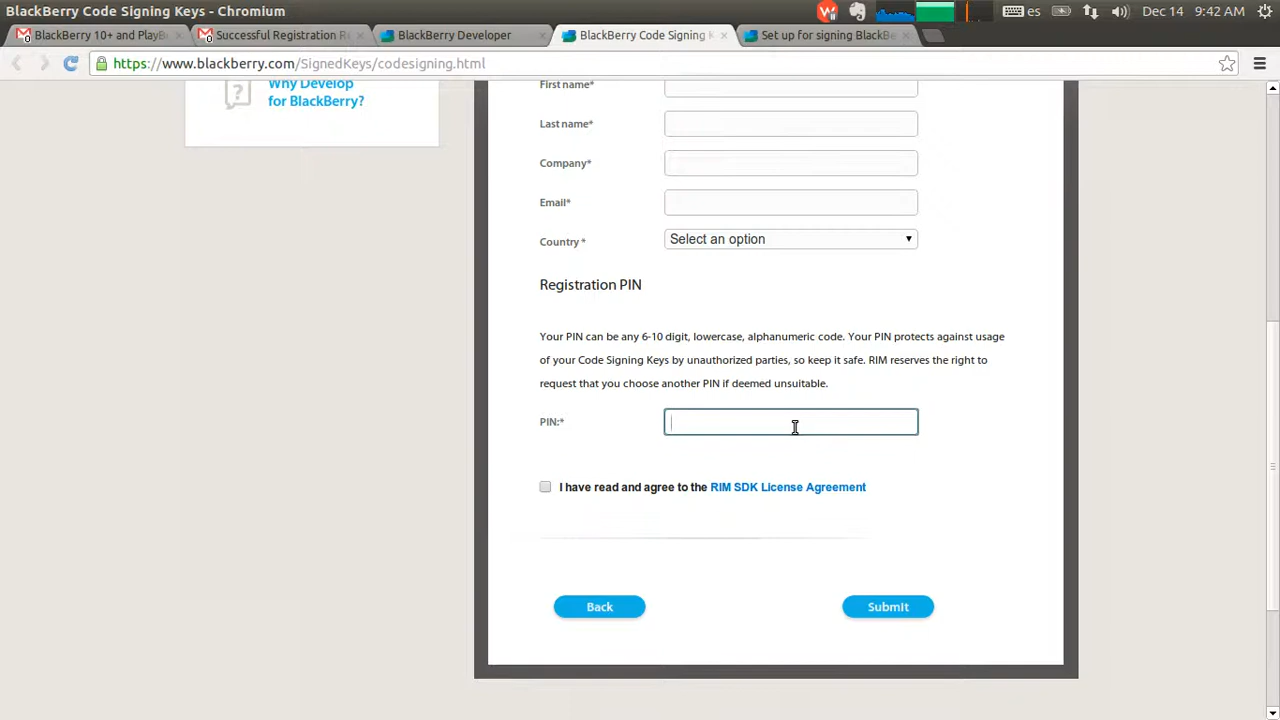 BlackBerry Code Signing Keys - Chromium
es
Dec 14
9:42 AM
BlackBerry 10+ and PlayB
Successful Registration R
BlackBerry Developer
BlackBerry Code Signing K
Set up for signing BlackBe
https://www.blackberry.com/SignedKeys/codesigning.html
Why Develop
for BlackBerry?
First name*
Last name*
Company*
Email*
Country *
Select an option
Registration PIN
Your PIN can be any 6-10 digit, lowercase, alphanumeric code. Your PIN protects against usage
of your Code Signing Keys by unauthorized parties, so keep it safe. RIM reserves the right to
request that you choose another PIN if deemed unsuitable.
PIN:*
I have read and agree to the RIM SDK License Agreement
Back
Submit